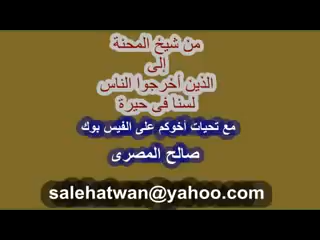 من شيخ المحنة
إلى
الذين أخرجوا الناس
لسنا فى حيرة
مع تحيات أخوكم على الفيس بوك
صالح المصرى
salehatwan@yahoo.com